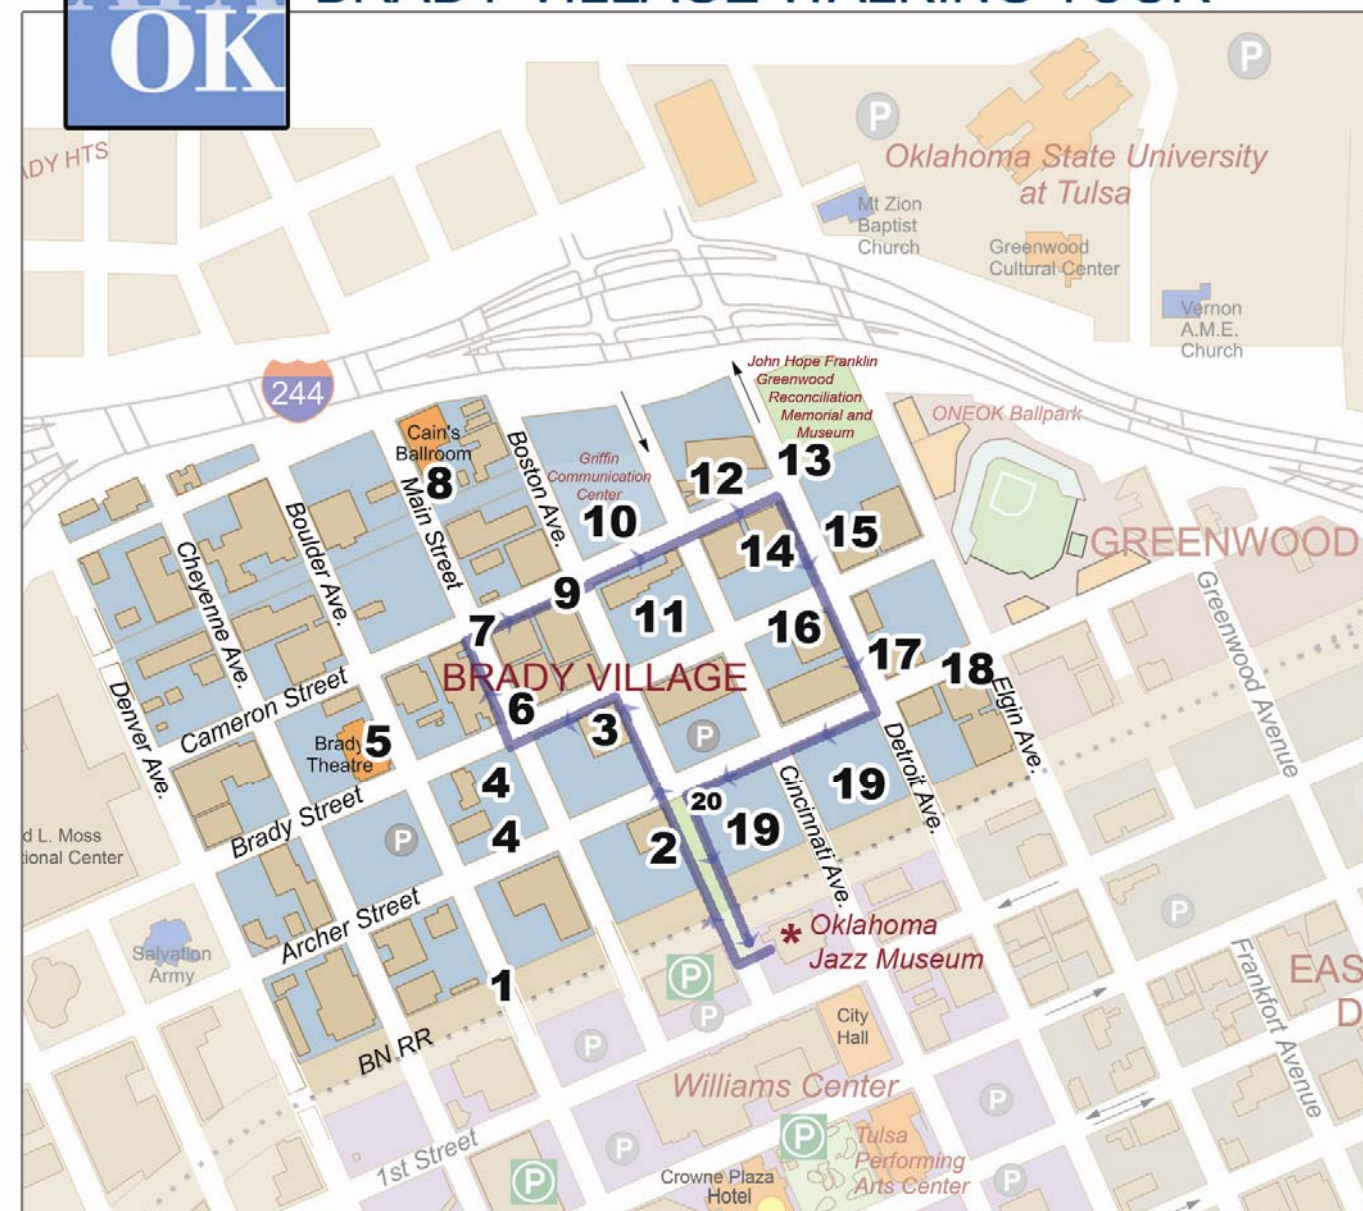 BRADY VILLAGE WALKING TOUR
OK
P
P
Oklahoma State University
at Tulsa
Mt Zion
Baptist
Church
Greenwood
Cultural Center
Vernon
A.M.E.
Church
244
John Hope Franklin
Greenwood
Reconciliation
Memorial and
Museum
ONEOK Ballpark
Cain's
Ballroom
8
Boston Ave.
Griffin
Communication
Center
10
12
13
14
15
Main Street
Boulder Ave.
Cheyenne Ave.
Denver Ave.
GREENWOOD
Greenwood Avenue
9
7
11
16
17
18
BRADY VILLAGE
6
3
P
Cameron Street
Brady
Theatre
5
Elgin Ave.
Detroit Ave.
Cincinnati Ave.
4
4
20
19
19
2
Brady Street
P
d L. Moss
ional Center
Archer Street
Salvation
Army
1
* Oklahoma
Jazz Museum
P
P
P
P
Frankfort Avenue
EAS
D
BN RR
City
Hall
Williams Center
P
P
P
1st Street
Tulsa
Performing
Arts Center
P
P
Crowne Plaza
Hotel